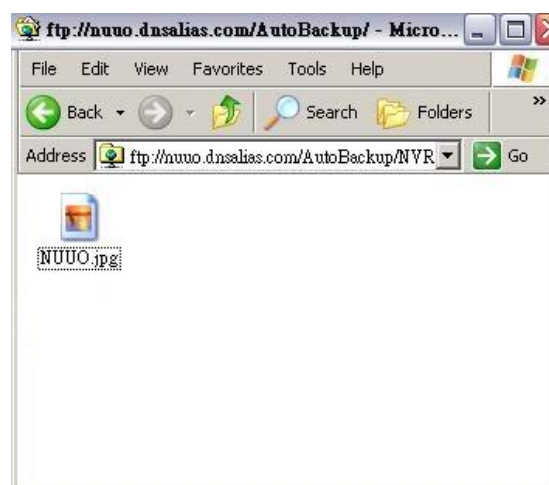 ftp://nuuo.dnsalias.com/AutoBackup/ - Micro...
File Edit View Favorites Tools Help
Back Search Folders »
Address ftp://nuuo.dnsalias.com/AutoBackup/NVR Go
NUUO.jpg